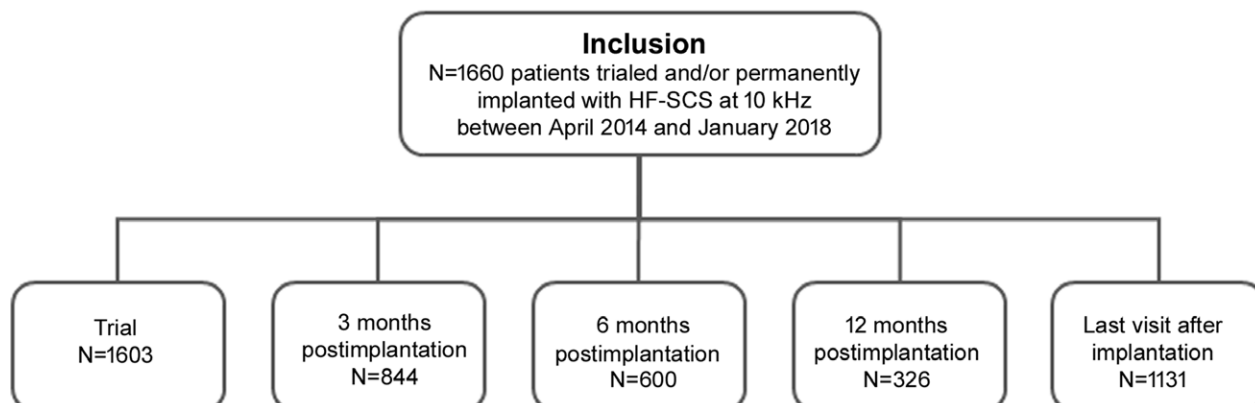 Inclusion
N=1660 patients trialed and/or permanently
implanted with HF-SCS at 10 kHz
between April 2014 and January 2018
Trial
N=1603
3 months
postimplantation
N=844
6 months
postimplantation
N=600
12 months
postimplantation
N=326
Last visit after
implantation
N=1131